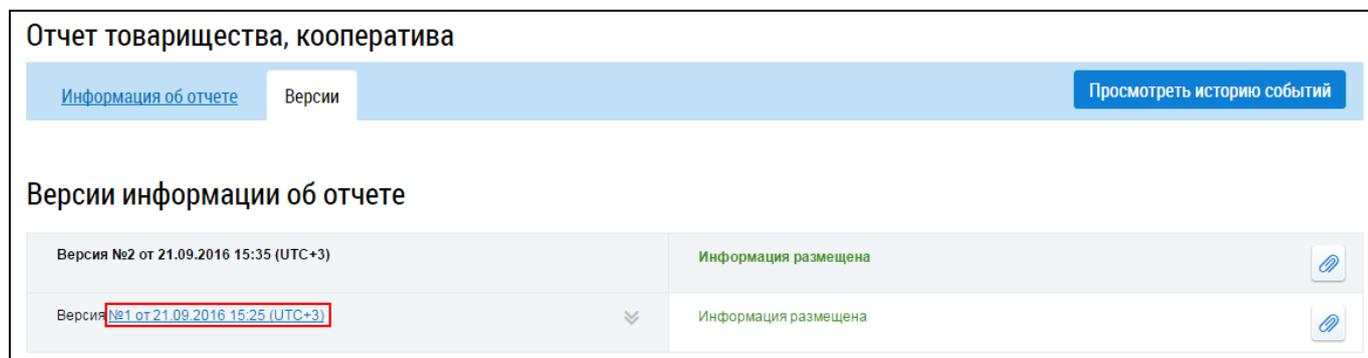 Отчет товарищества, кооператива
Информация об отчете Версии Просмотреть историю событий
Версии информации об отчете
Версия №2 от 21.09.2016 15:35 (UTC+3) Информация размещена
Версия №1 от 21.09.2016 15:25 (UTC+3) Информация размещена